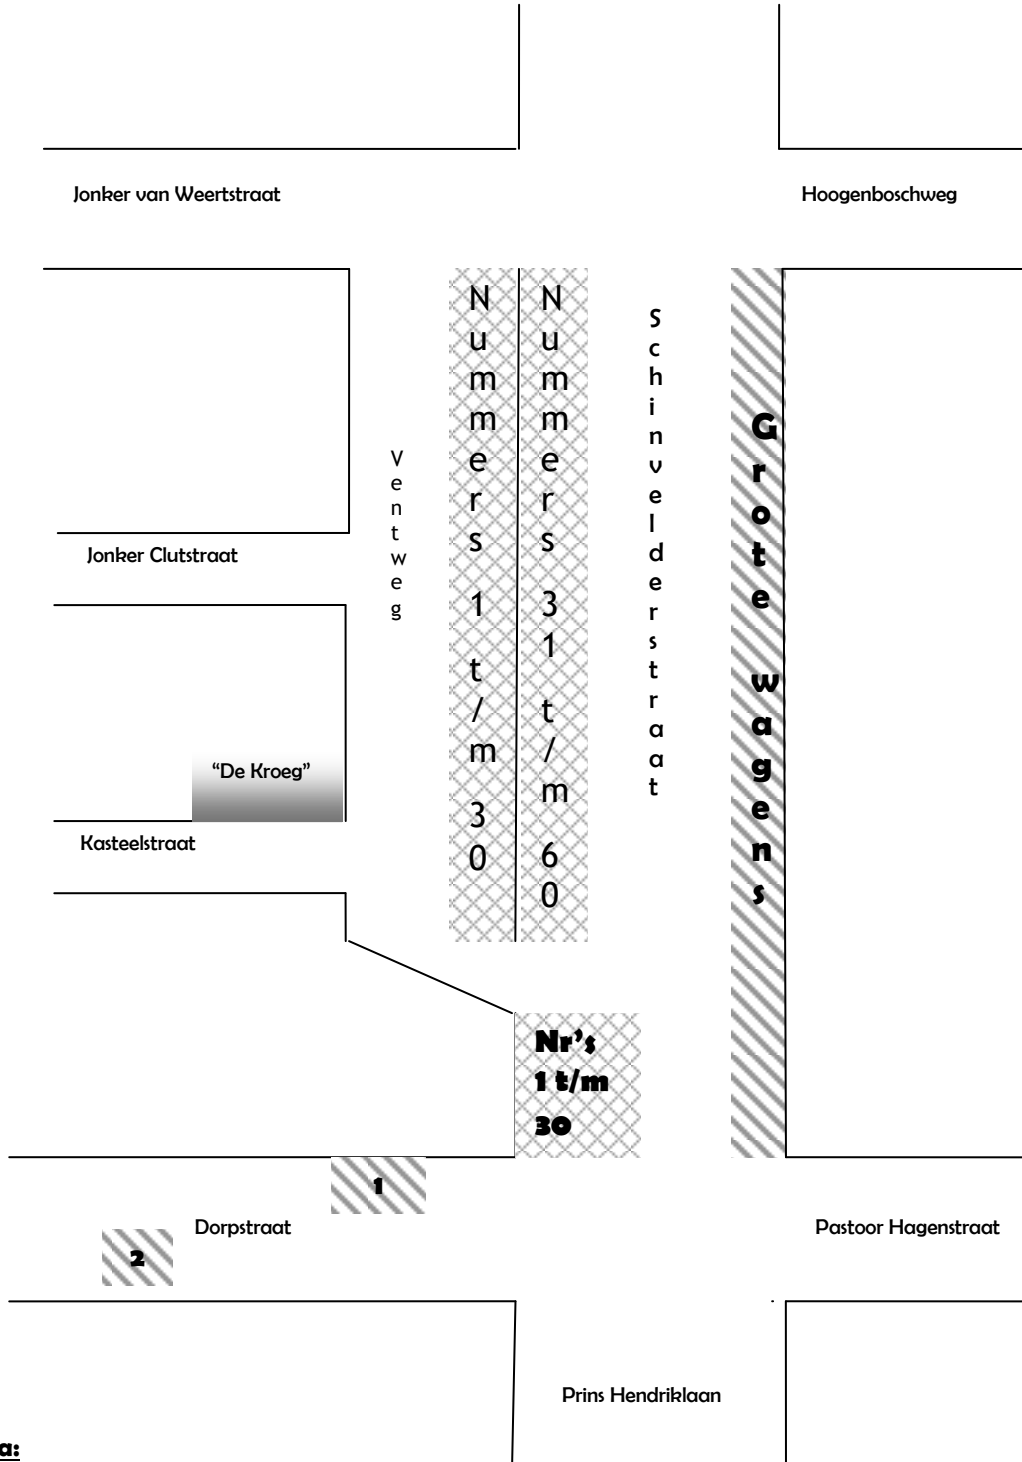 Jonker van Weertstraat
Hoogenboschweg
Nummers 1 t/m 30
Nummers 31 t/m 60
Schinvelderstraat
Grote wagens
Ventweg
Jonker Clutstraat
“De Kroeg”
Kasteelstraat
Nr’s
1 t/m
30
1
Dorpstraat
Pastoor Hagenstraat
2
Prins Hendriklaan
a: